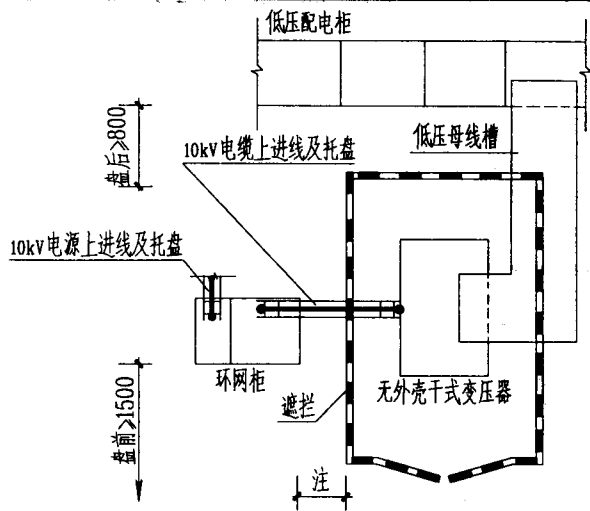 低压配电柜
盘后≥800
10kV电缆上进线及托盘
低压母线槽
10kV电源上进线及托盘
环网柜
无外壳干式变压器
遮拦
盘前≥1500
注